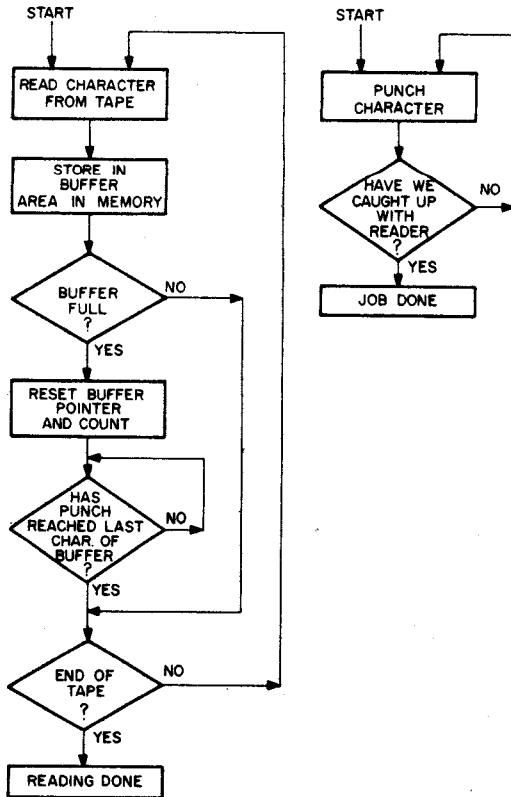 START
READ CHARACTER
FROM TAPE
STORE IN
BUFFER
AREA IN MEMORY
BUFFER
FULL
?
NO
YES
RESET BUFFER
POINTER
AND COUNT
HAS
PUNCH
REACHED LAST
CHAR. OF
BUFFER
?
NO
YES
END OF
TAPE
?
NO
YES
READING DONE
START
PUNCH
CHARACTER
HAVE WE
CAUGHT UP
WITH
READER
?
NO
YES
JOB DONE